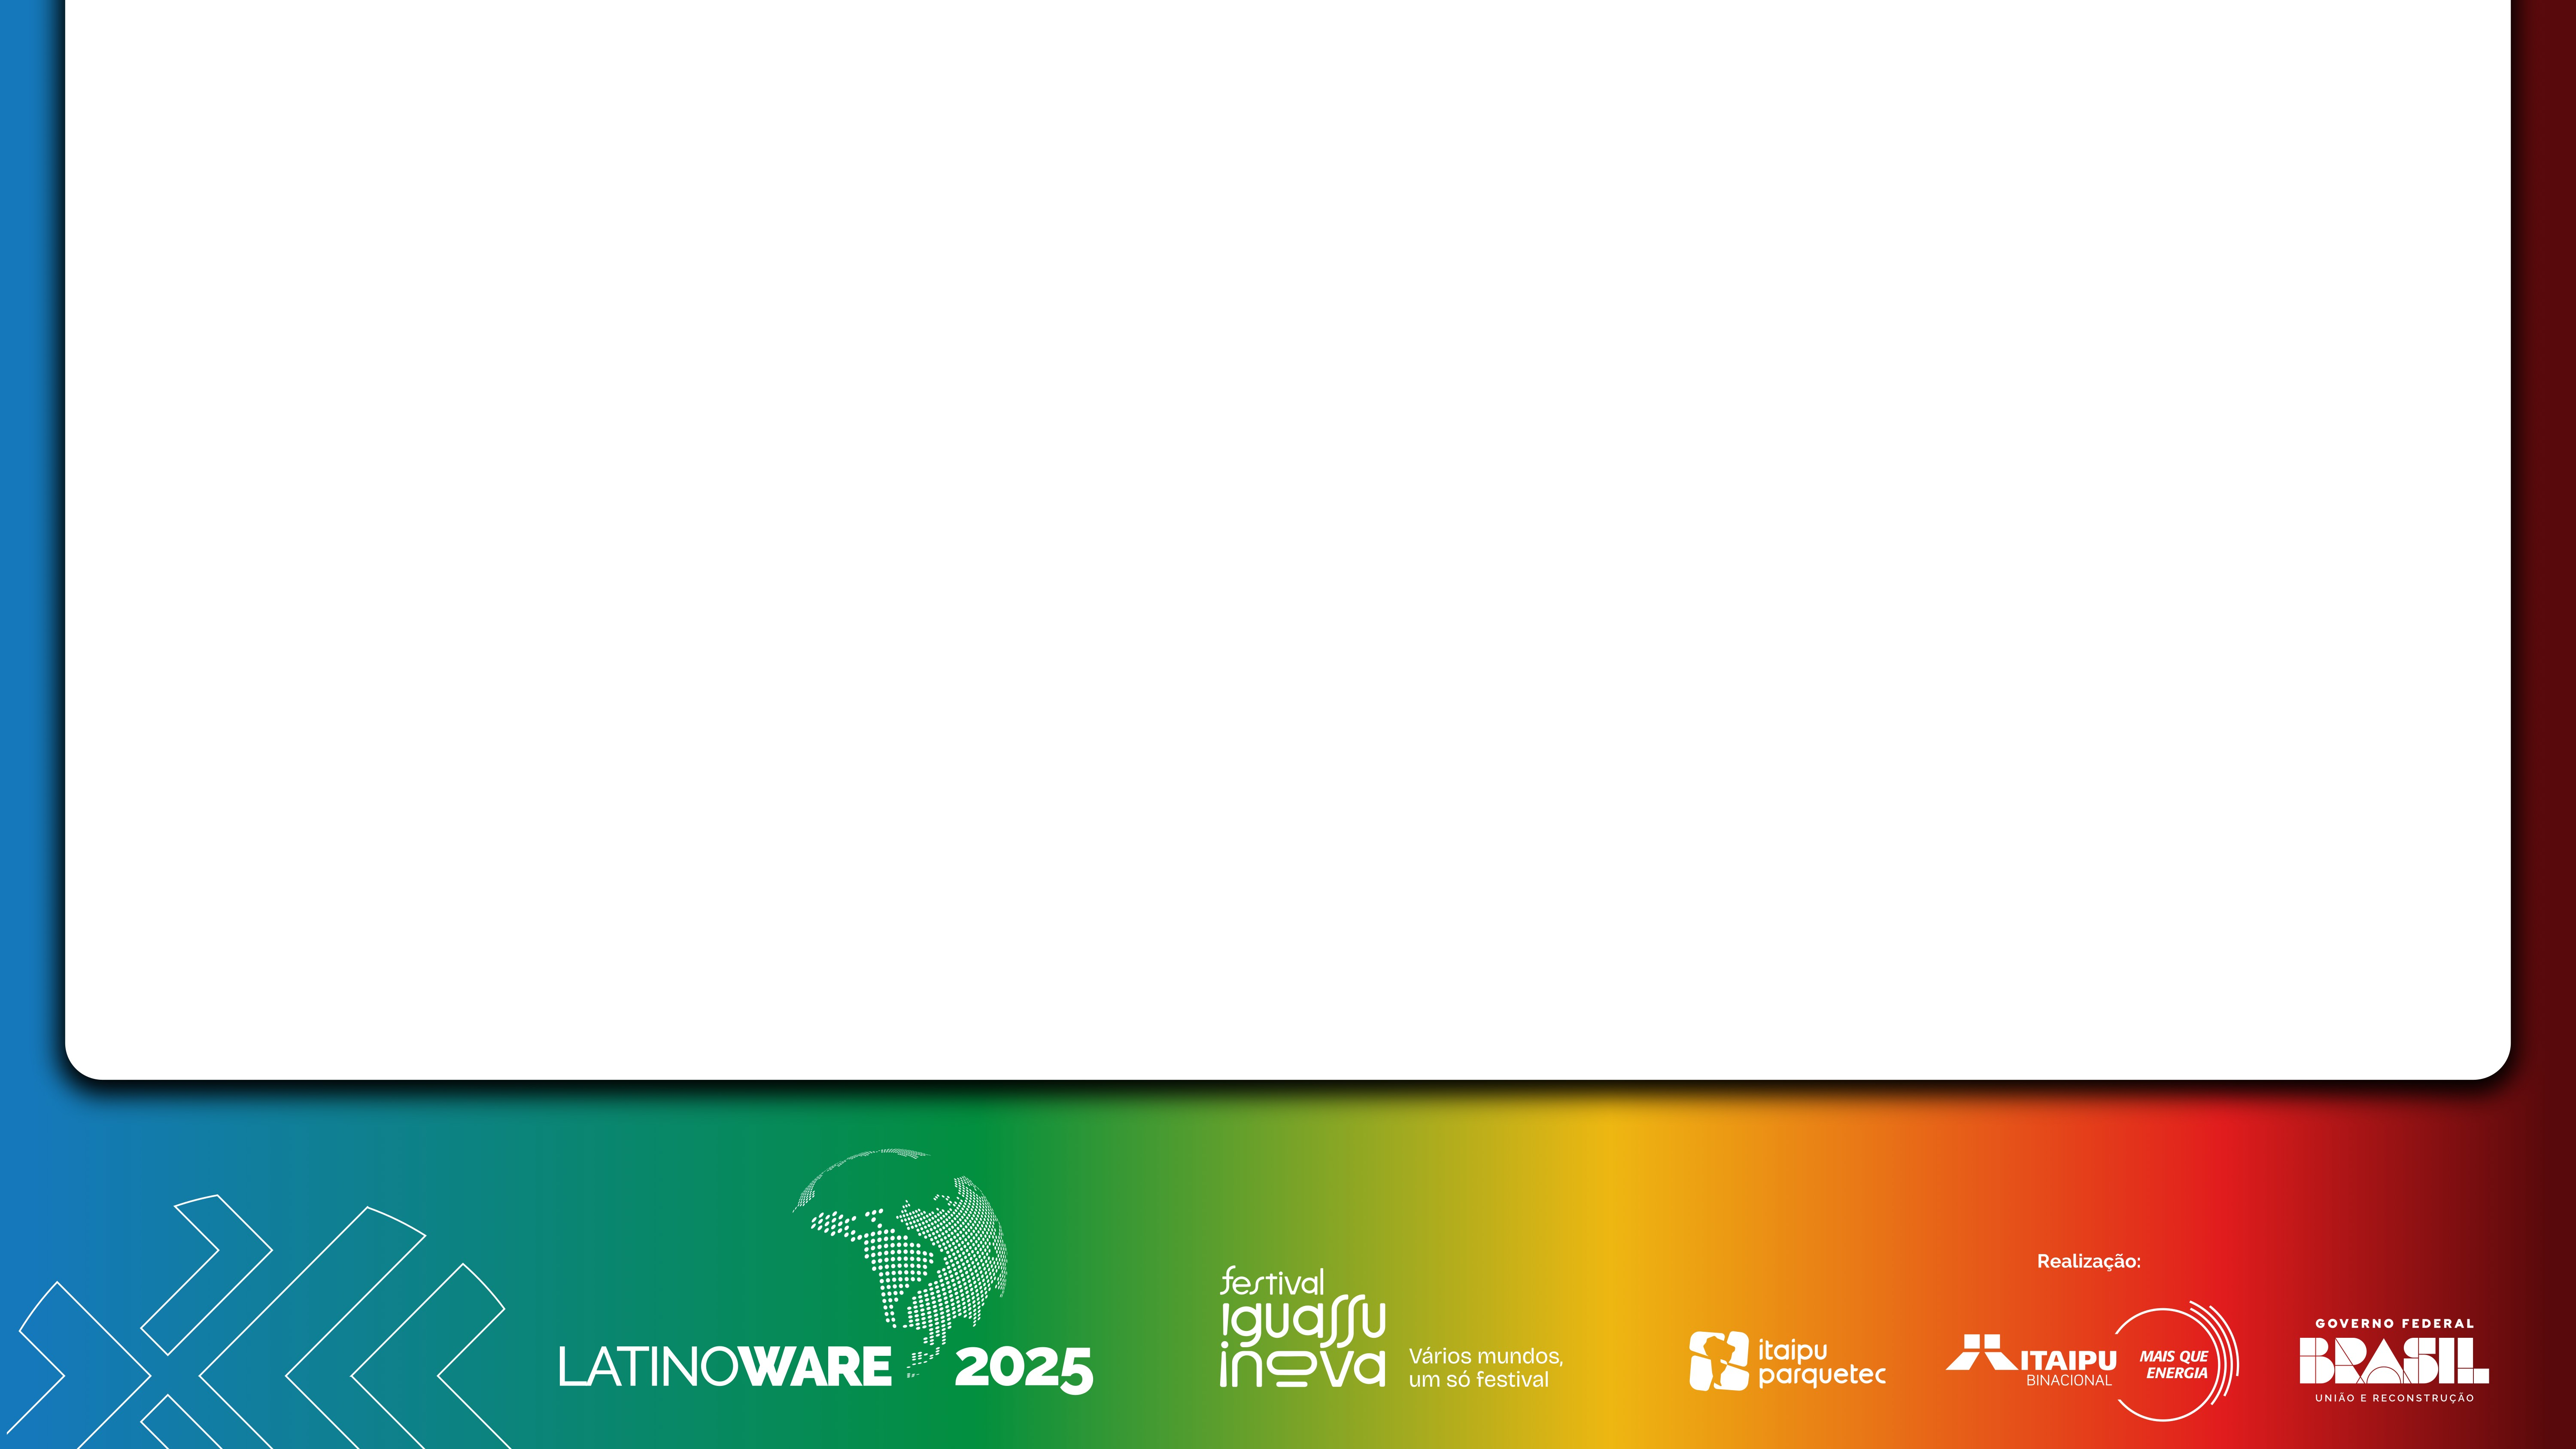 LATINOWARE 2025
festival
iguassu
inova
Vários mundos,
um só festival
itaipu
parquetec
Realização:
ITAIPU
BINACIONAL
MAIS QUE
ENERGIA
GOVERNO FEDERAL
BRASIL
UNIÃO E RECONSTRUÇÃO